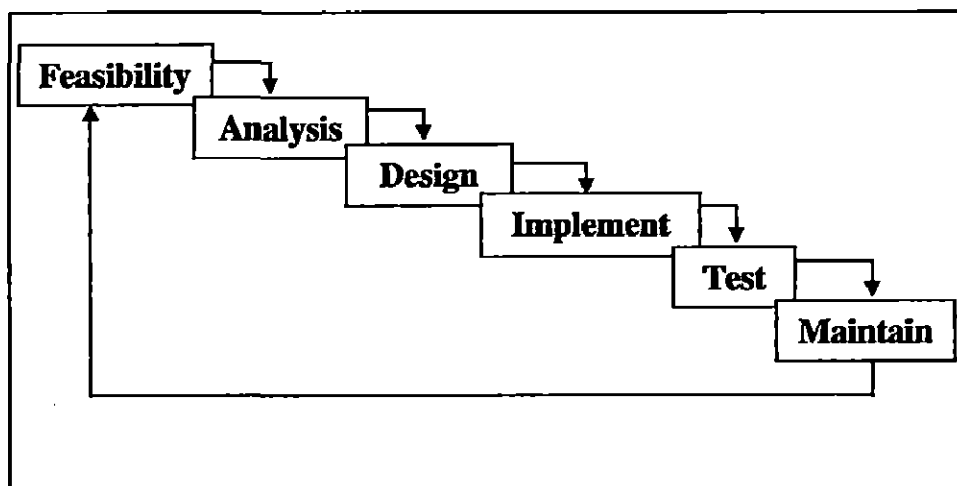 Feasibility
Analysis
Design
Implement
Test
Maintain